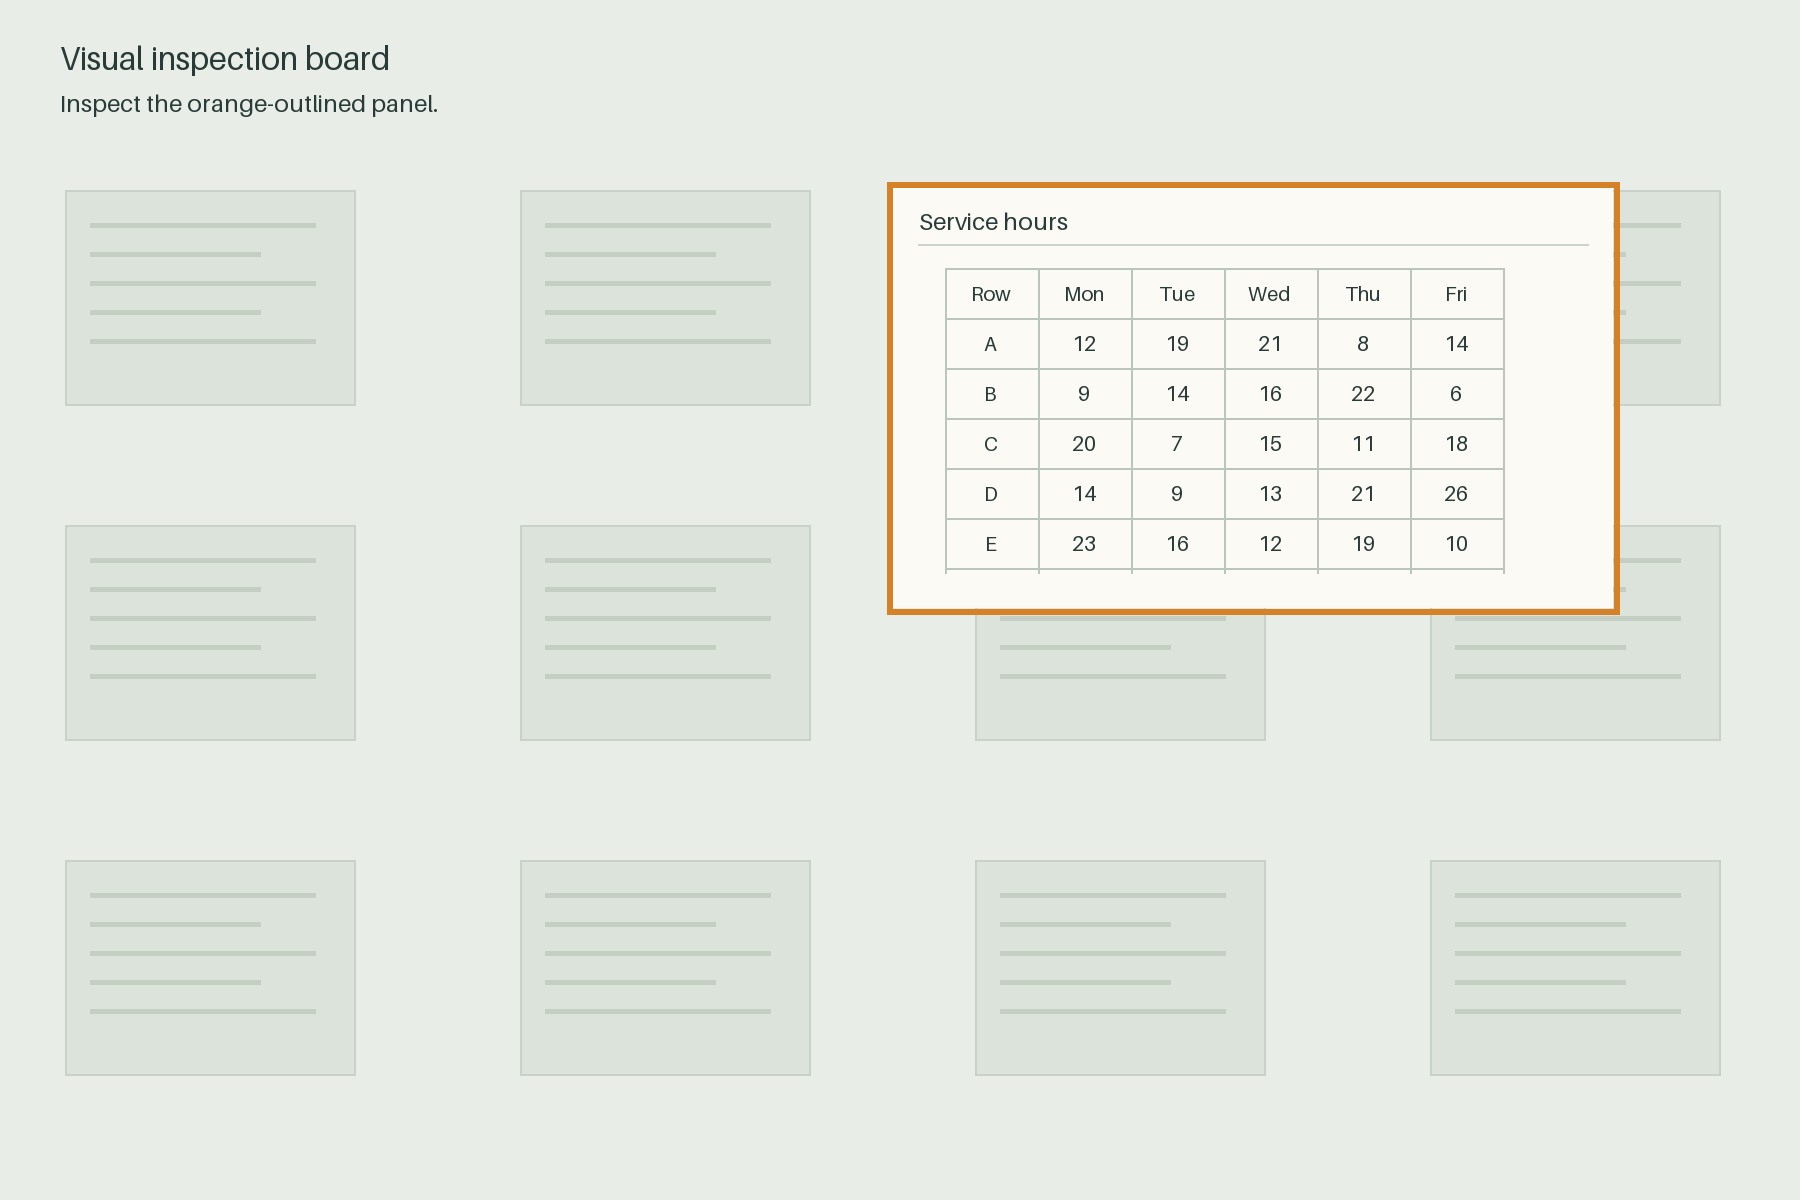 Visual inspection board
Inspect the orange-outlined panel.
Service hours
Row Mon Tue Wed Thu Fri
A 12 19 21 8 14
B 9 14 16 22 6
C 20 7 15 11 18
D 14 9 13 21 26
E 23 16 12 19 10